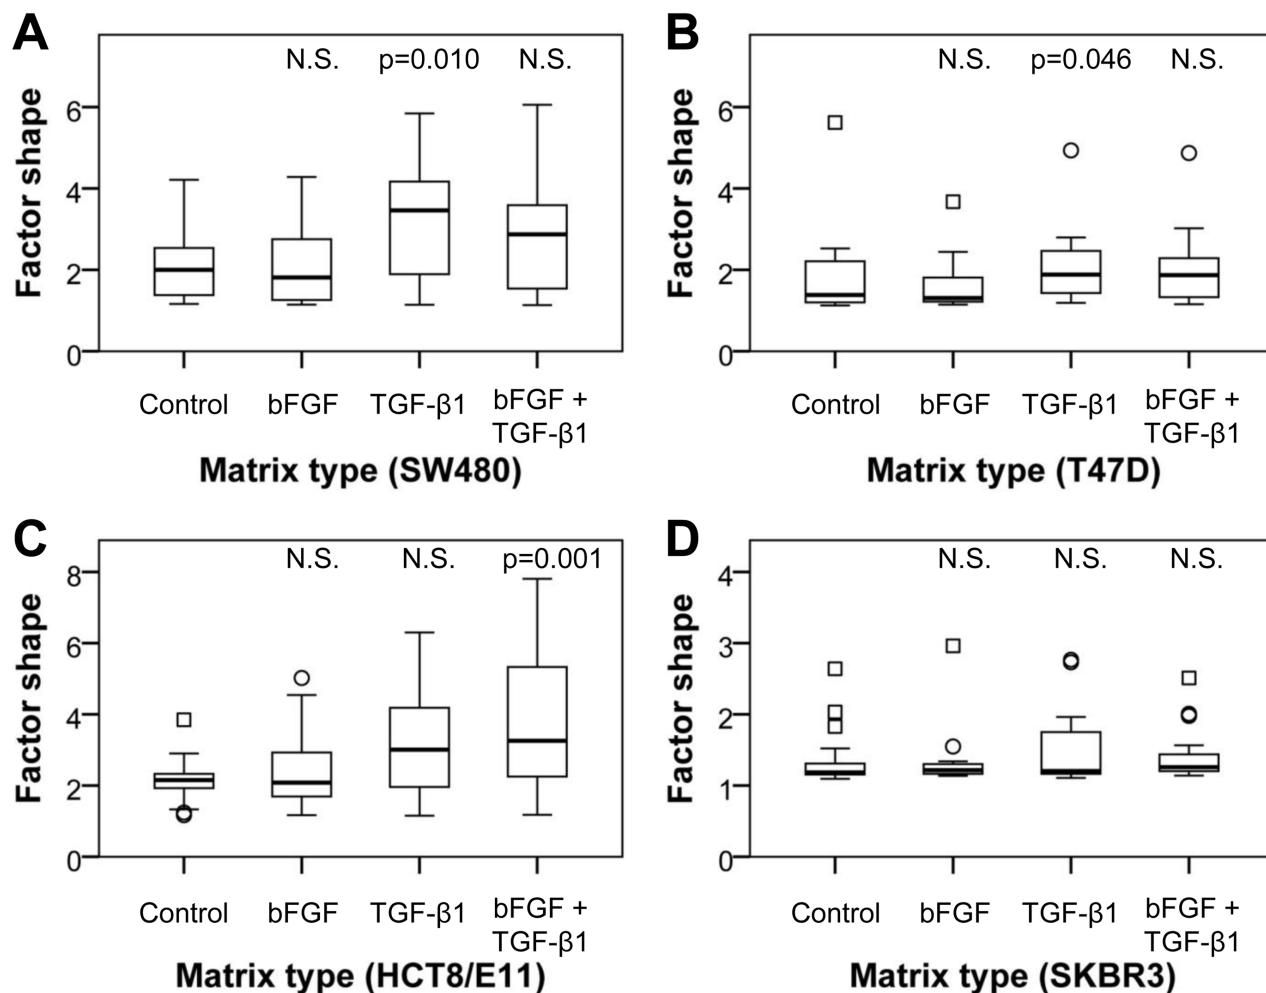 A
N.S. p=0.010 N.S.
Factor shape
6
4
2
0
Control bFGF TGF-β1 bFGF +
TGF-β1
Matrix type (SW480)
B
N.S. p=0.046 N.S.
Factor shape
6
4
2
0
Control bFGF TGF-β1 bFGF +
TGF-β1
Matrix type (T47D)
C
N.S. N.S. p=0.001
Factor shape
8
6
4
2
0
Control bFGF TGF-β1 bFGF +
TGF-β1
Matrix type (HCT8/E11)
D
N.S. N.S. N.S.
Factor shape
4
3
2
1
0
Control bFGF TGF-β1 bFGF +
TGF-β1
Matrix type (SKBR3)